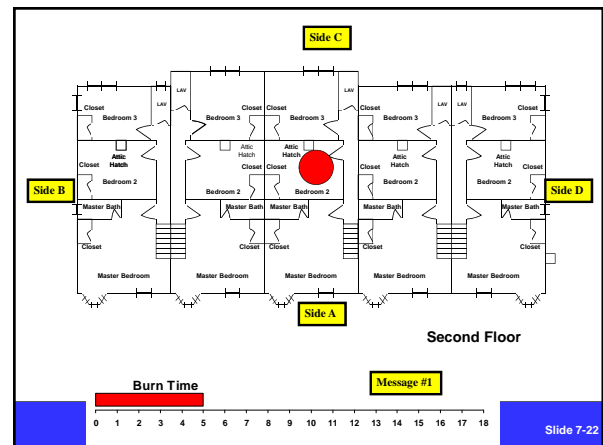 Side C
LAV
LAV
LAV
LAV
LAV
Closet
Bedroom 3
Bedroom 3
Closet
Closet
Bedroom 3
Closet
Bedroom 3
Bedroom 3
Closet
Attic
Hatch
Attic
Hatch
Attic
Hatch
Attic
Hatch
Attic
Hatch
Closet
Closet
Closet
Closet
Closet
Side B
Bedroom 2
Bedroom 2
Bedroom 2
Bedroom 2
Bedroom 2
Side D
Master Bath
Master Bath
Master Bath
Master Bath
Master Bath
Closet
Closet
Closet
Closet
Closet
Master Bedroom
Master Bedroom
Master Bedroom
Master Bedroom
Master Bedroom
Side A
Second Floor
Burn Time
Message #1
0 1 2 3 4 5 6 7 8 9 10 11 12 13 14 15 16 17 18
Slide 7-22